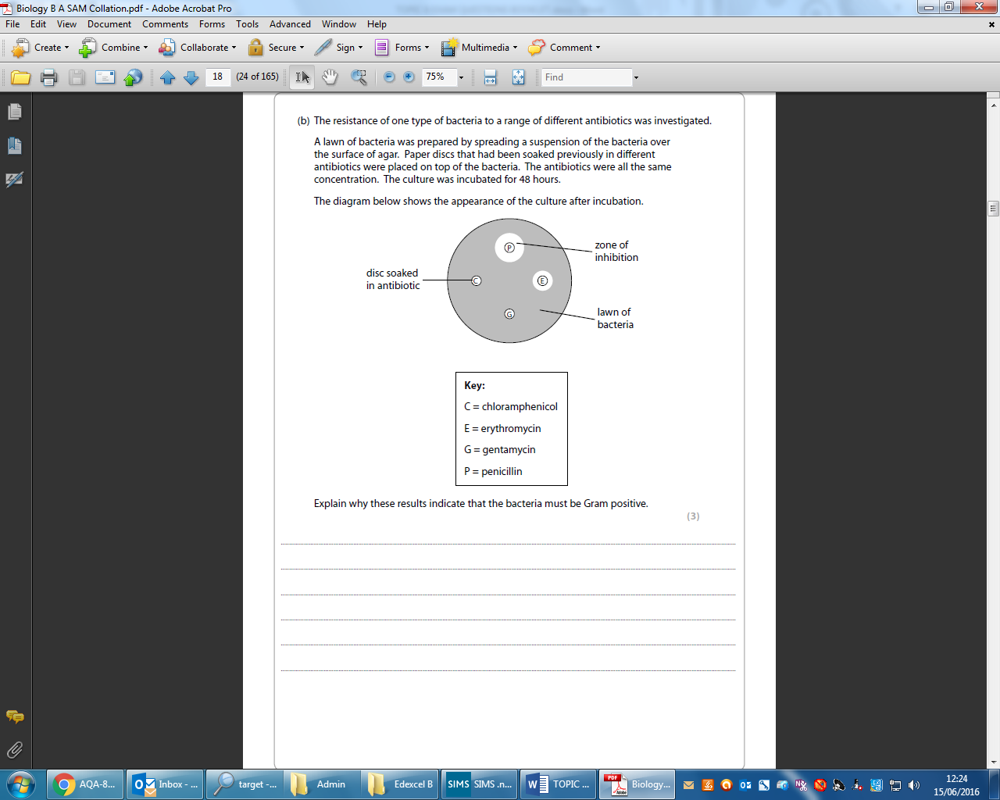 Biology B A SAM Collation.pdf - Adobe Acrobat Pro
File Edit View Document Comments Forms Tools Advanced Window Help
Create Combine Collaborate Secure Sign Forms Multimedia Comment
18 (24 of 165) 75% Find
(b) The resistance of one type of bacteria to a range of different antibiotics was investigated.
A lawn of bacteria was prepared by spreading a suspension of the bacteria over
the surface of agar. Paper discs that had been soaked previously in different
antibiotics were placed on top of the bacteria. The antibiotics were all the same
concentration. The culture was incubated for 48 hours.
The diagram below shows the appearance of the culture after incubation.
P
zone of
inhibition
disc soaked
in antibiotic
C
E
G
lawn of
bacteria
Key:
C = chloramphenicol
E = erythromycin
G = gentamycin
P = penicillin
Explain why these results indicate that the bacteria must be Gram positive.
(3)
AQA-8... Inbox - ... target -... Admin Edexcel B SIMS SIMS .n... TOPIC ... PDF Biology...
12:24
15/06/2016